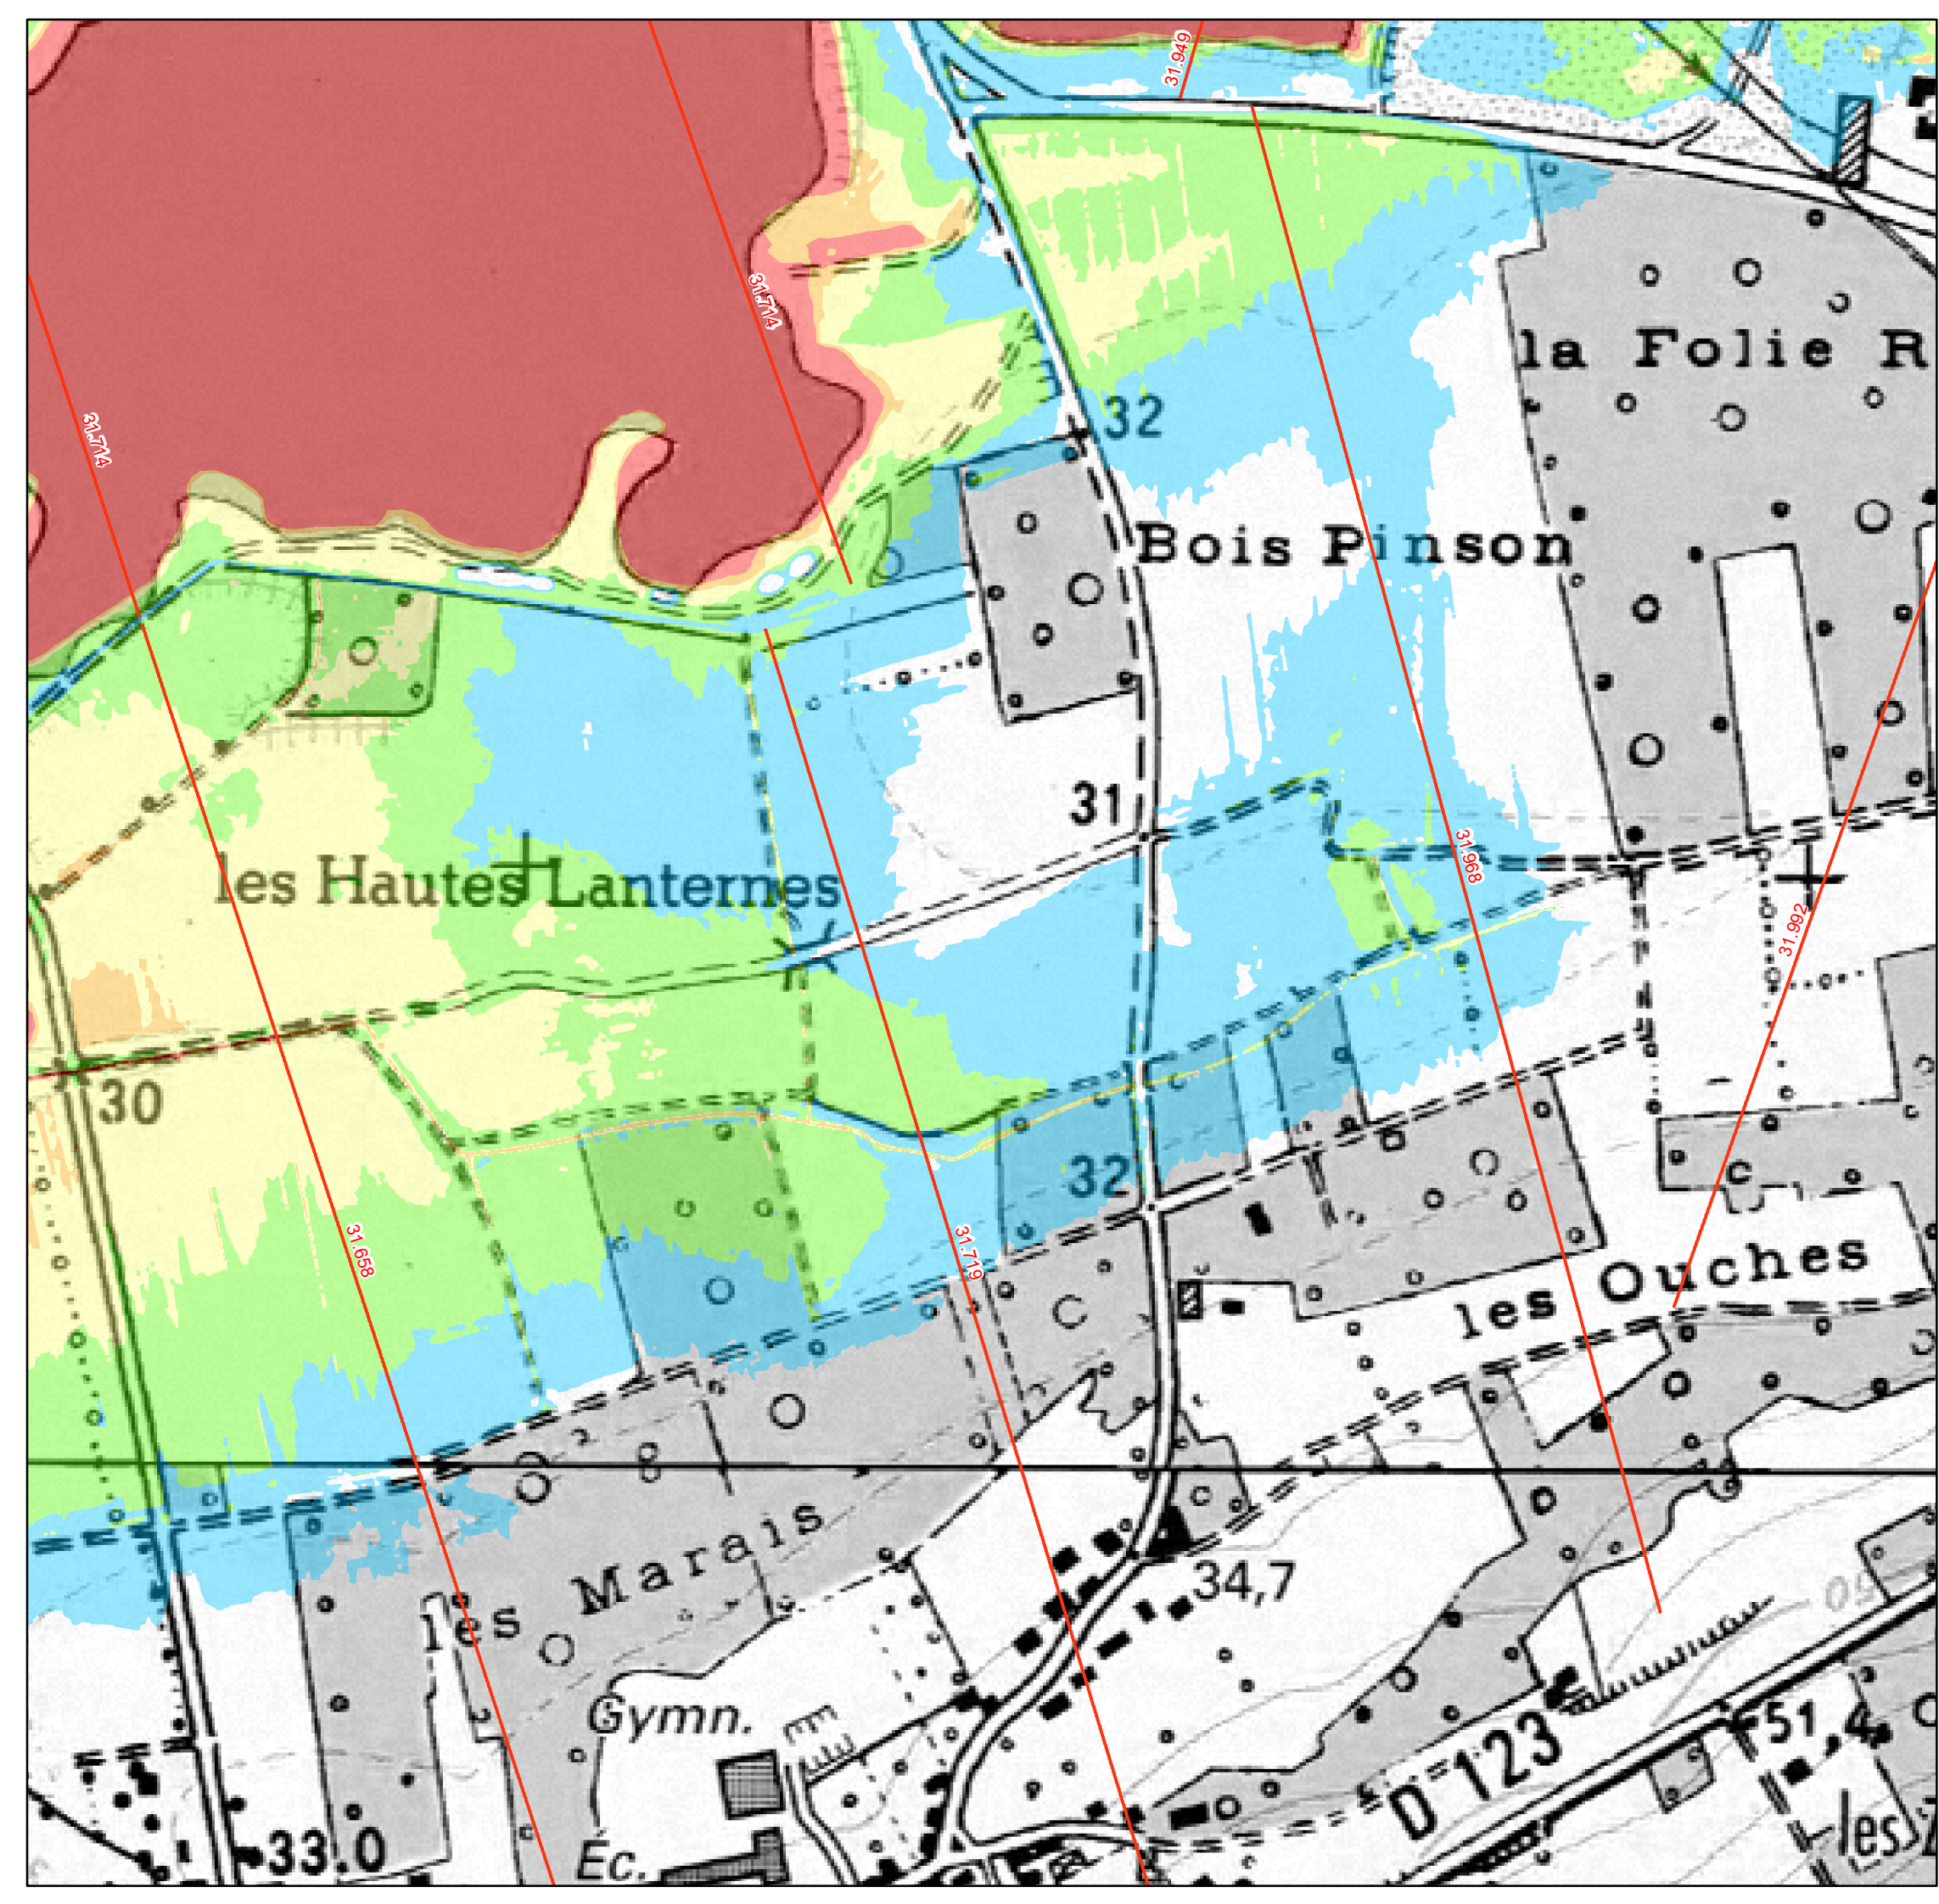 31.949
31.714
la Folie R
31.714
32
Bois Pinson
31
31.968
les Hautes Lanternes
31.992
30
32
31.658
31.719
les Ouches
les Marais
34,7
50
Gymn.
51,4
D 123
33.0
Ec.
les